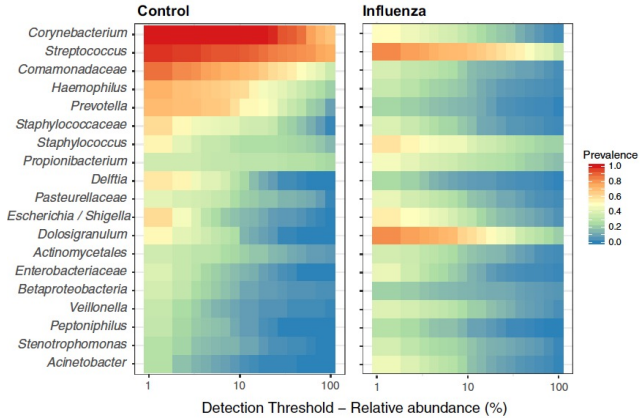 Control
Influenza
Corynebacterium
Streptococcus
Comamonadaceae
Haemophilus
Prevotella
Staphylococcaceae
Staphylococcus
Propionibacterium
Delftia
Pasteurellaceae
Escherichia / Shigella
Dolosigranulum
Actinomycetales
Enterobacteriaceae
Betaproteobacteria
Veillonella
Peptoniphilus
Stenotrophomonas
Acinetobacter
Prevalence
1.0
0.8
0.6
0.4
0.2
0.0
1 10 100
1 10 100
Detection Threshold – Relative abundance (%)